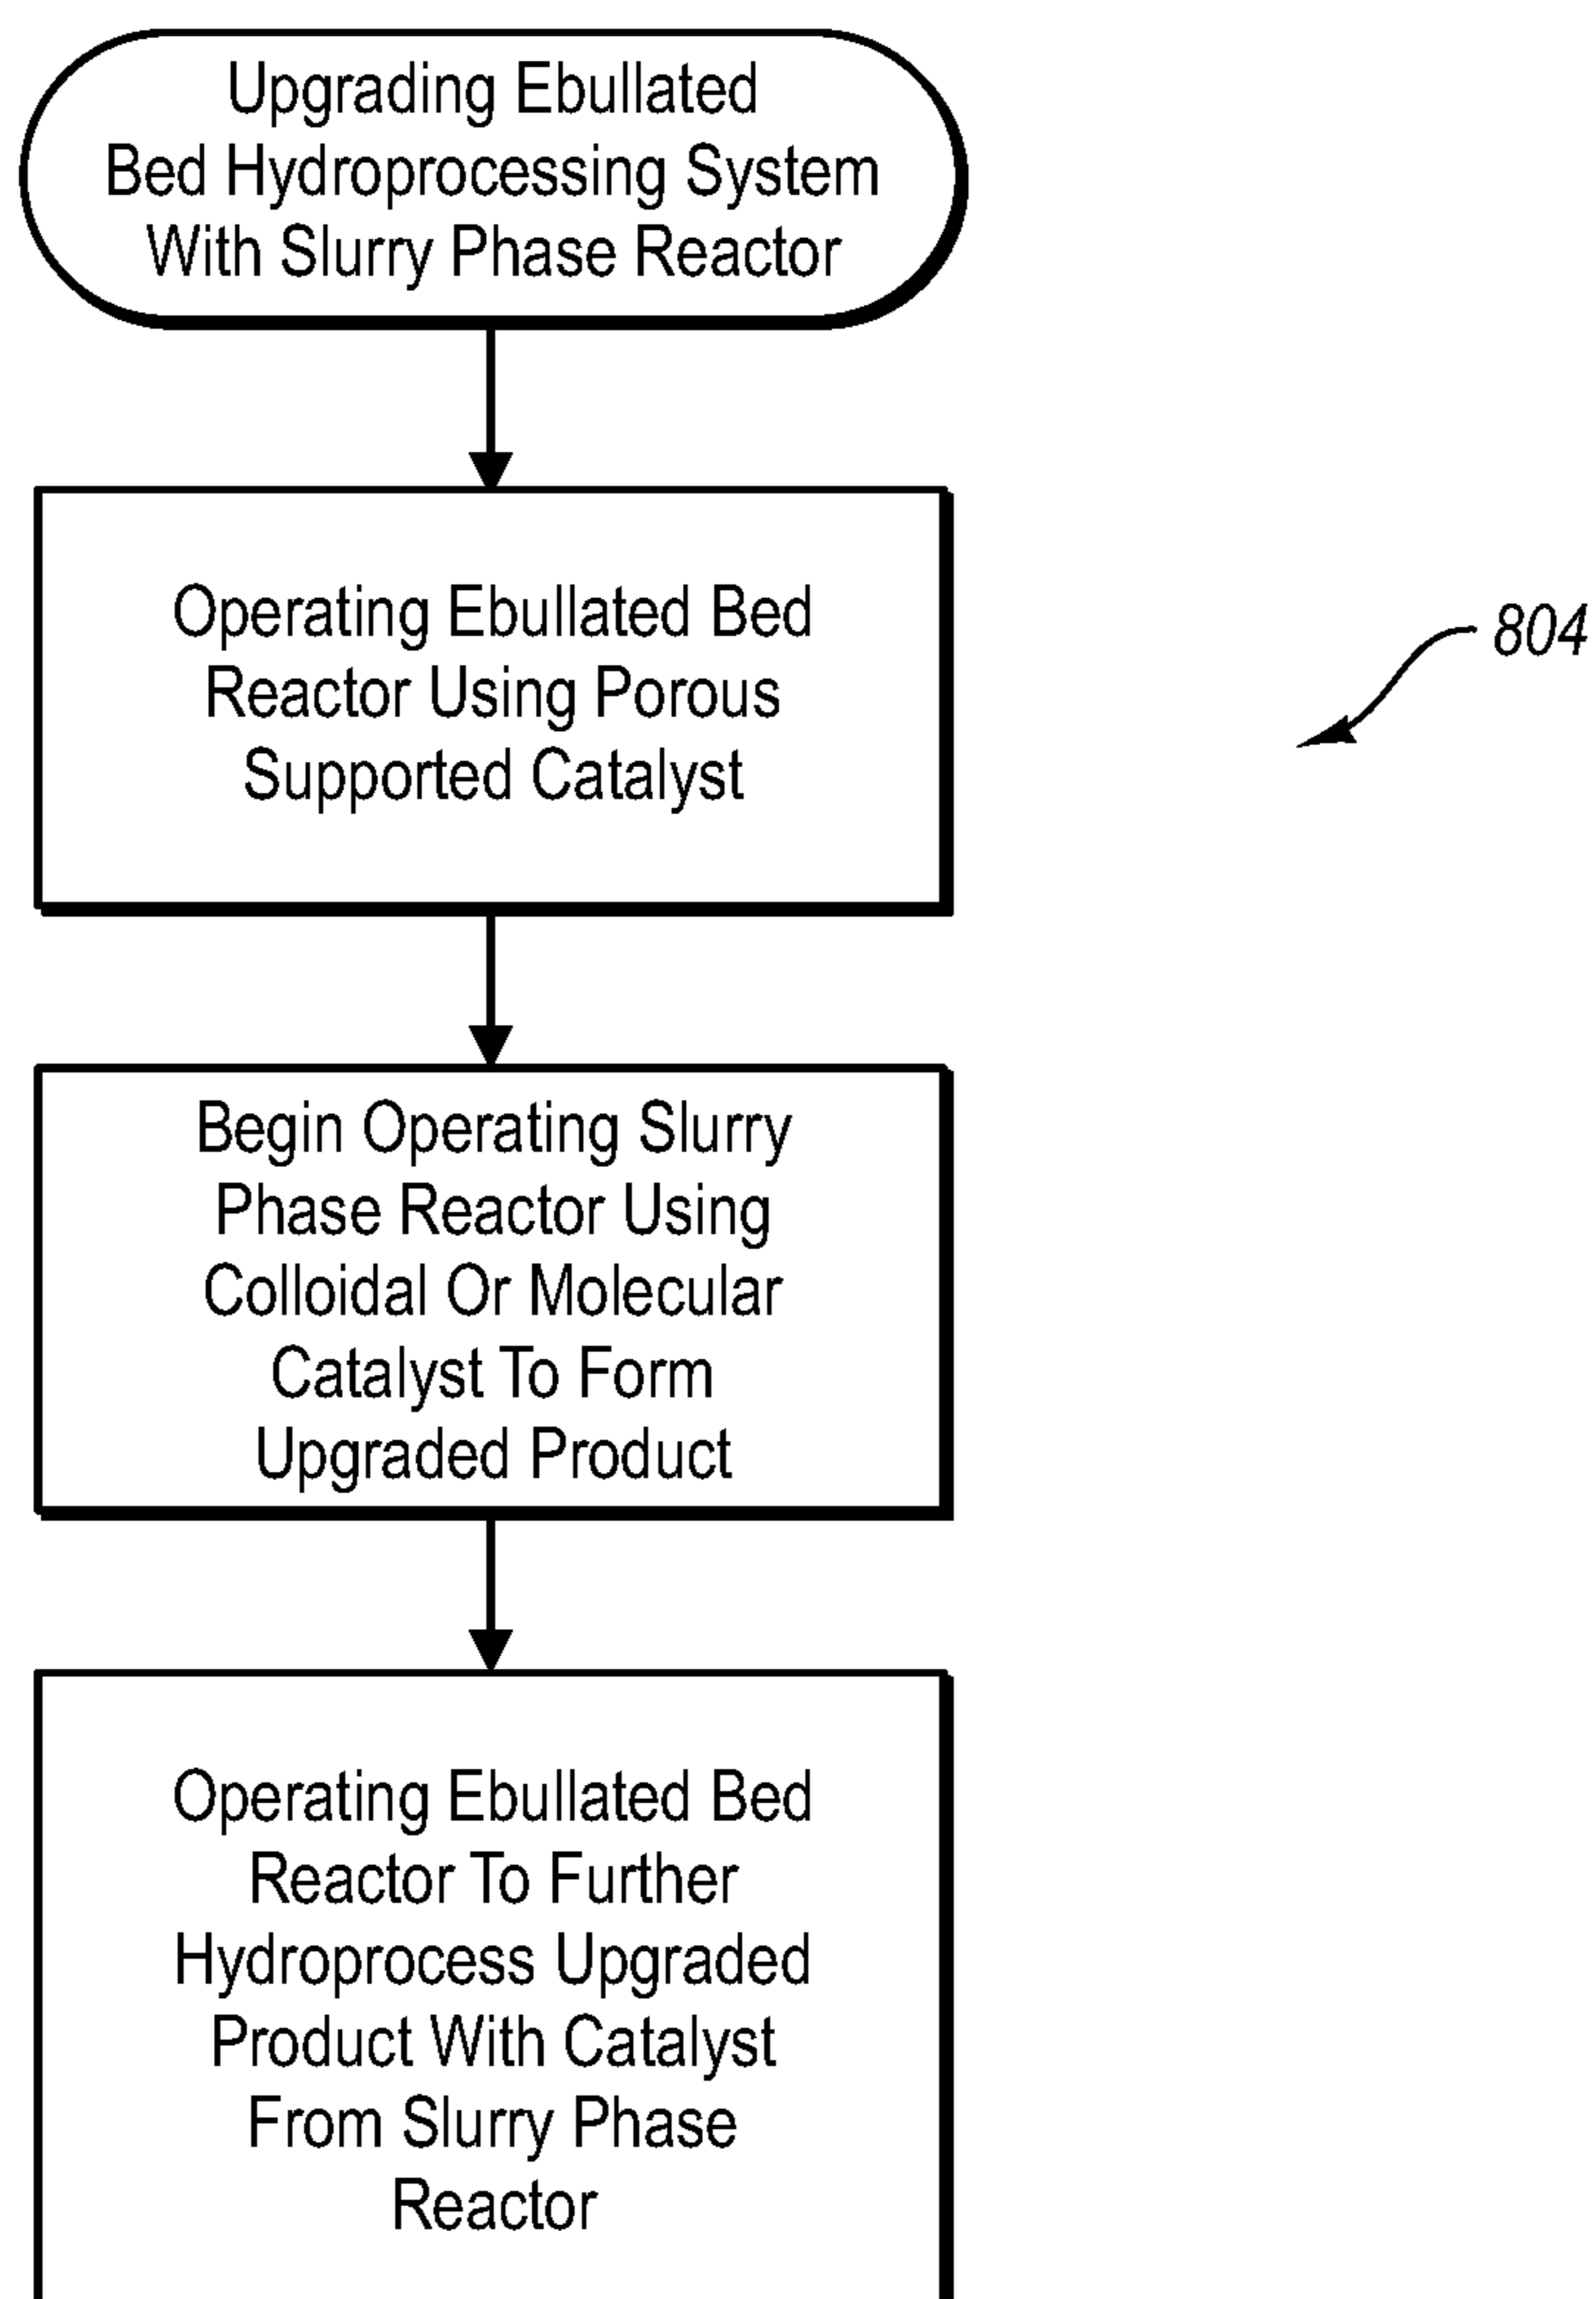 Upgrading Ebullated
Bed Hydroprocessing System
With Slurry Phase Reactor
Operating Ebullated Bed
Reactor Using Porous
Supported Catalyst
804
Begin Operating Slurry
Phase Reactor Using
Colloidal Or Molecular
Catalyst To Form
Upgraded Product
Operating Ebullated Bed
Reactor To Further
Hydroprocess Upgraded
Product With Catalyst
From Slurry Phase
Reactor